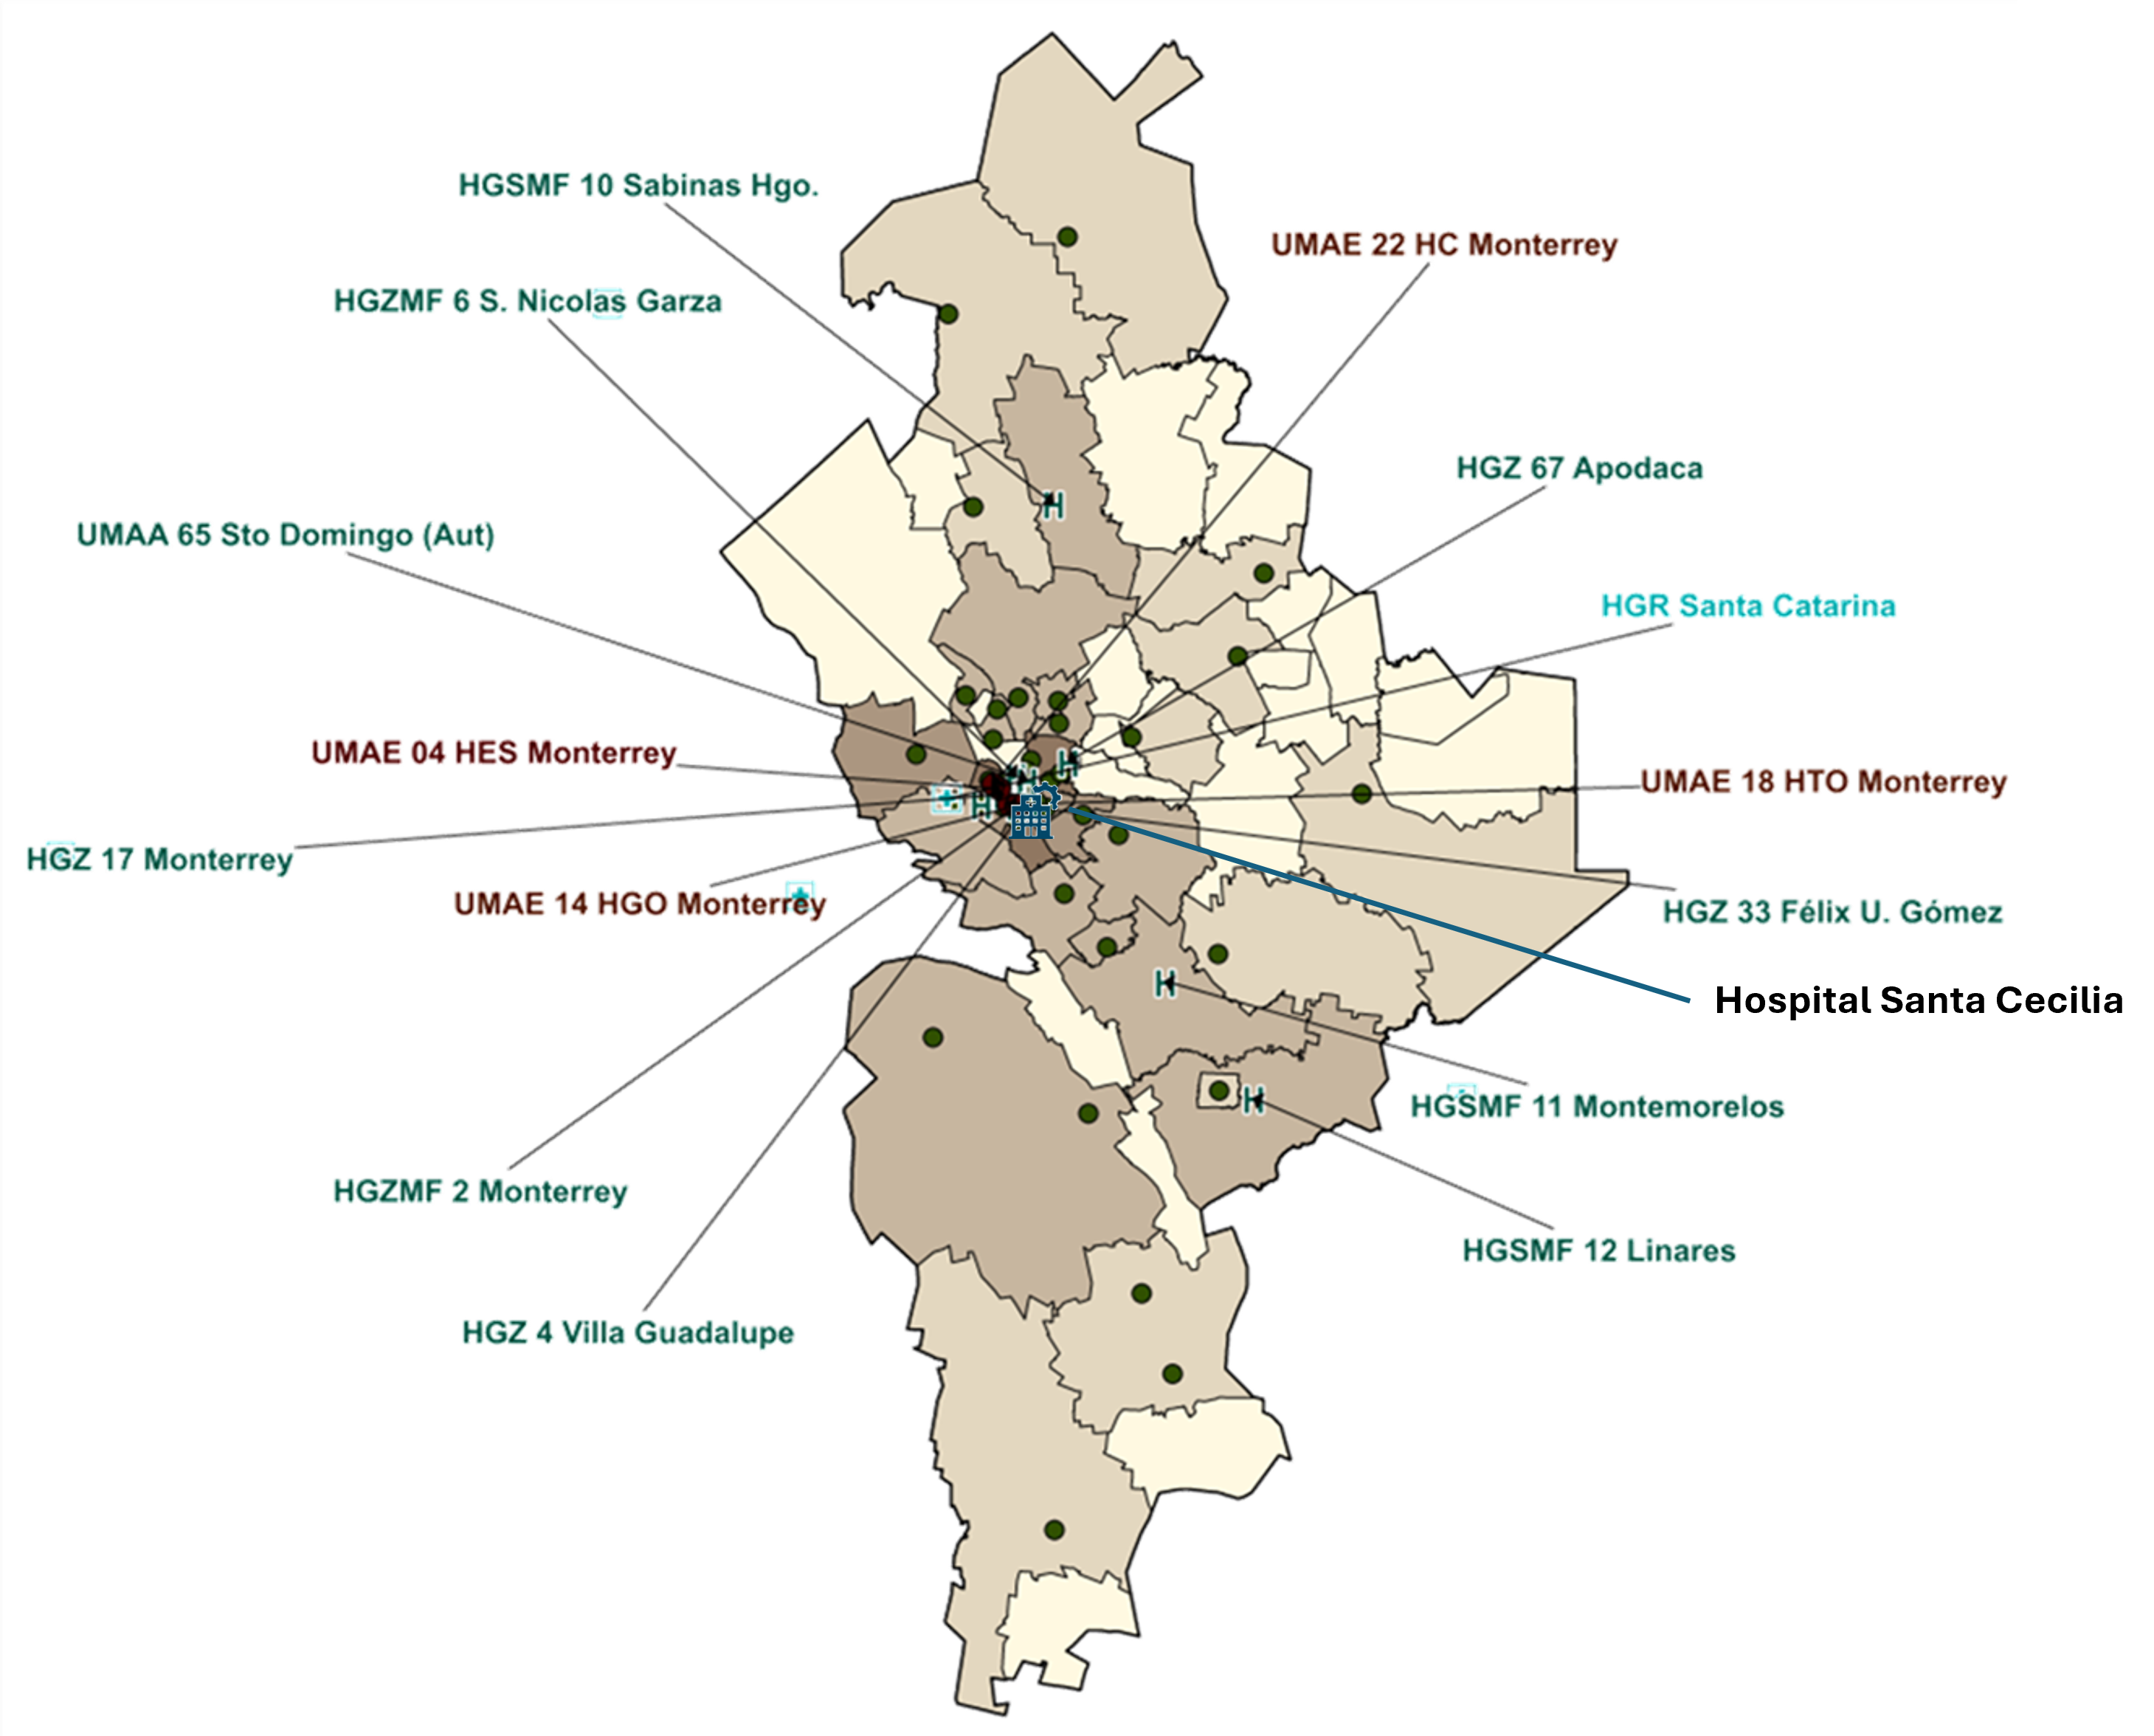 HGSMF 10 Sabinas Hgo.
UMAE 22 HC Monterrey
HGZMF 6 S. Nicolas Garza
HGZ 67 Apodaca
UMAA 65 Sto Domingo (Aut)
HGR Santa Catarina
H
UMAE 04 HES Monterrey
UMAE 18 HTO Monterrey
H
H
H
HGZ 17 Monterrey
UMAE 14 HGO Monterrey
HGZ 33 Félix U. Gómez
H
Hospital Santa Cecilia
H
HGSMF 11 Montemorelos
HGZMF 2 Monterrey
HGSMF 12 Linares
HGZ 4 Villa Guadalupe